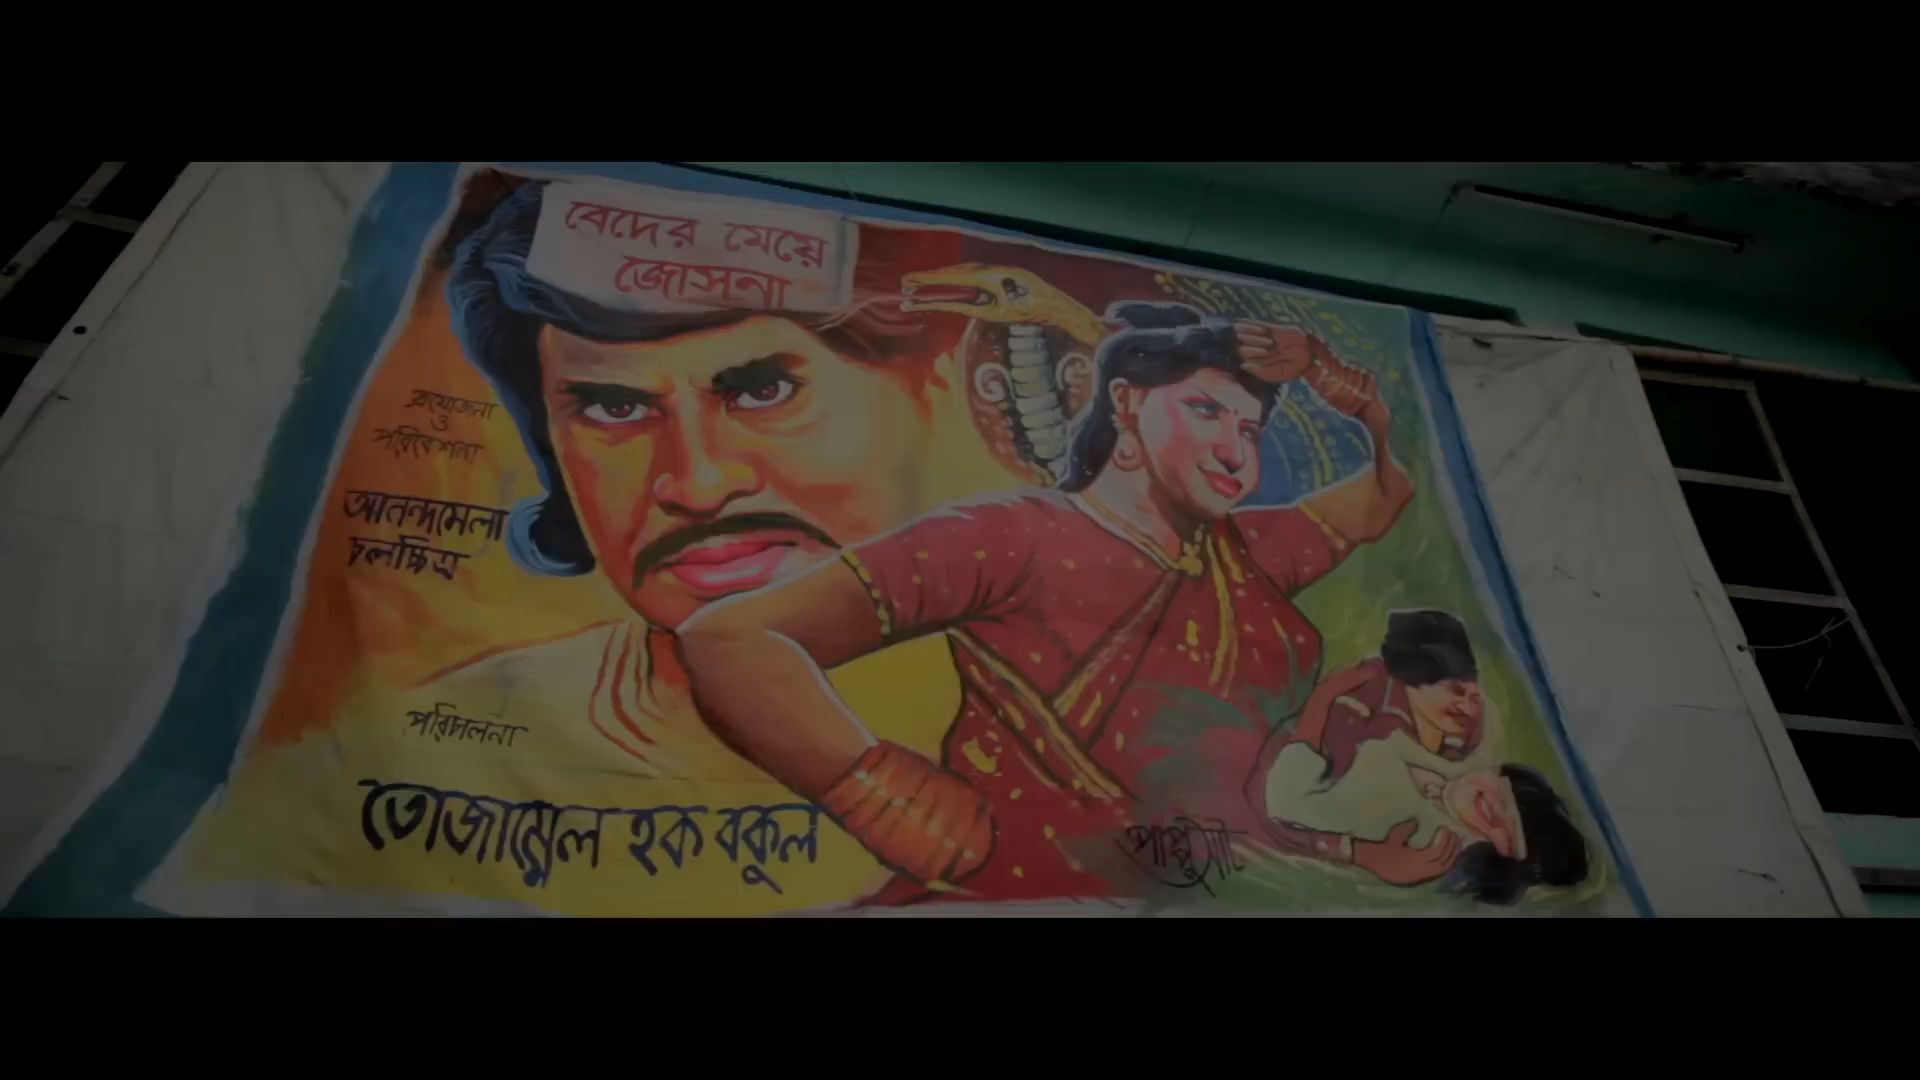 বেদের মেয়ে
জোসনা
প্রযোজনা
ও
পরিবেশনা
আনন্দমেলা
চলচ্চিত্র
পরিচালনা
তোজাম্মেল হক বকুল